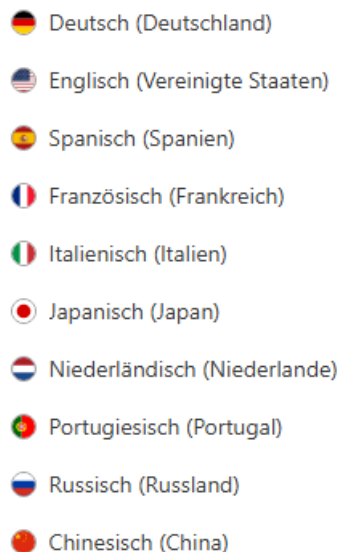 Deutsch (Deutschland)
Englisch (Vereinigte Staaten)
Spanisch (Spanien)
Französisch (Frankreich)
Italienisch (Italien)
Japanisch (Japan)
Niederländisch (Niederlande)
Portugiesisch (Portugal)
Russisch (Russland)
Chinesisch (China)